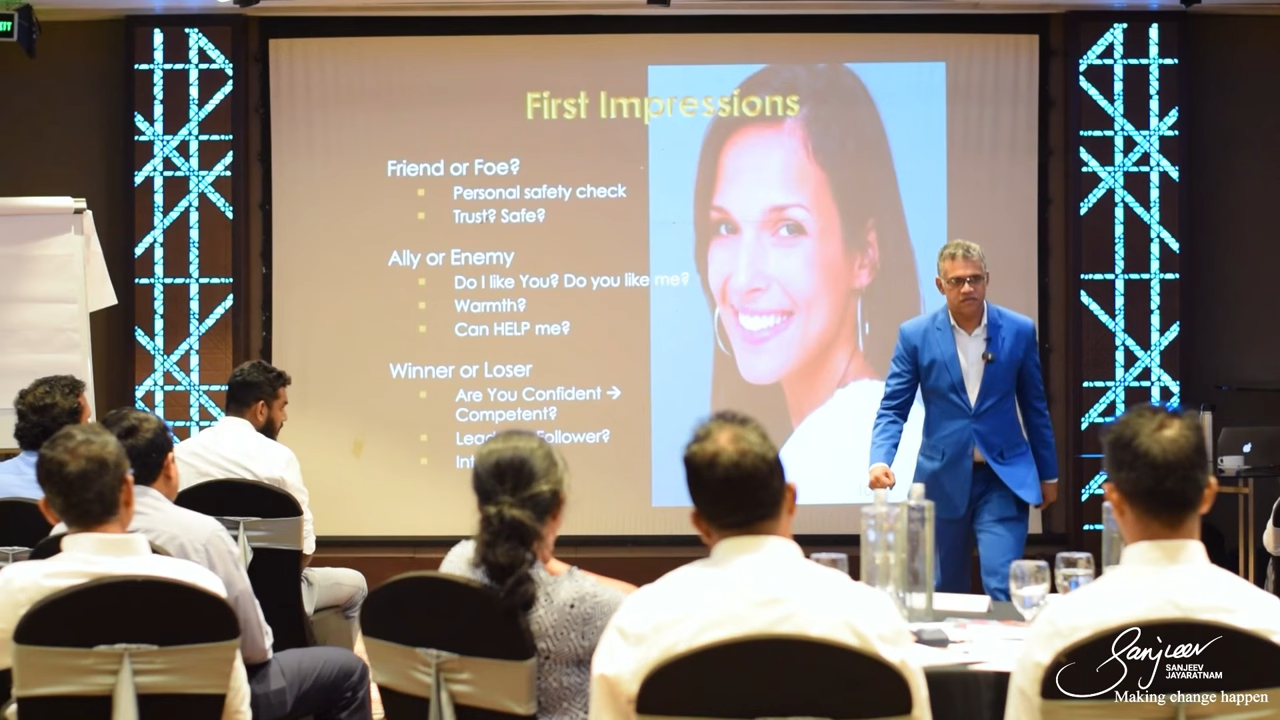 First Impressions
Friend or Foe?
Personal safety check
Trust? Safe?
Ally or Enemy
Do I like You? Do you like me?
Warmth?
Can HELP me?
Winner or Loser
Are You Confident →
Competent?
Follower?
Sanjeev
SANJEEV
JAYARATNAM
Making change happen